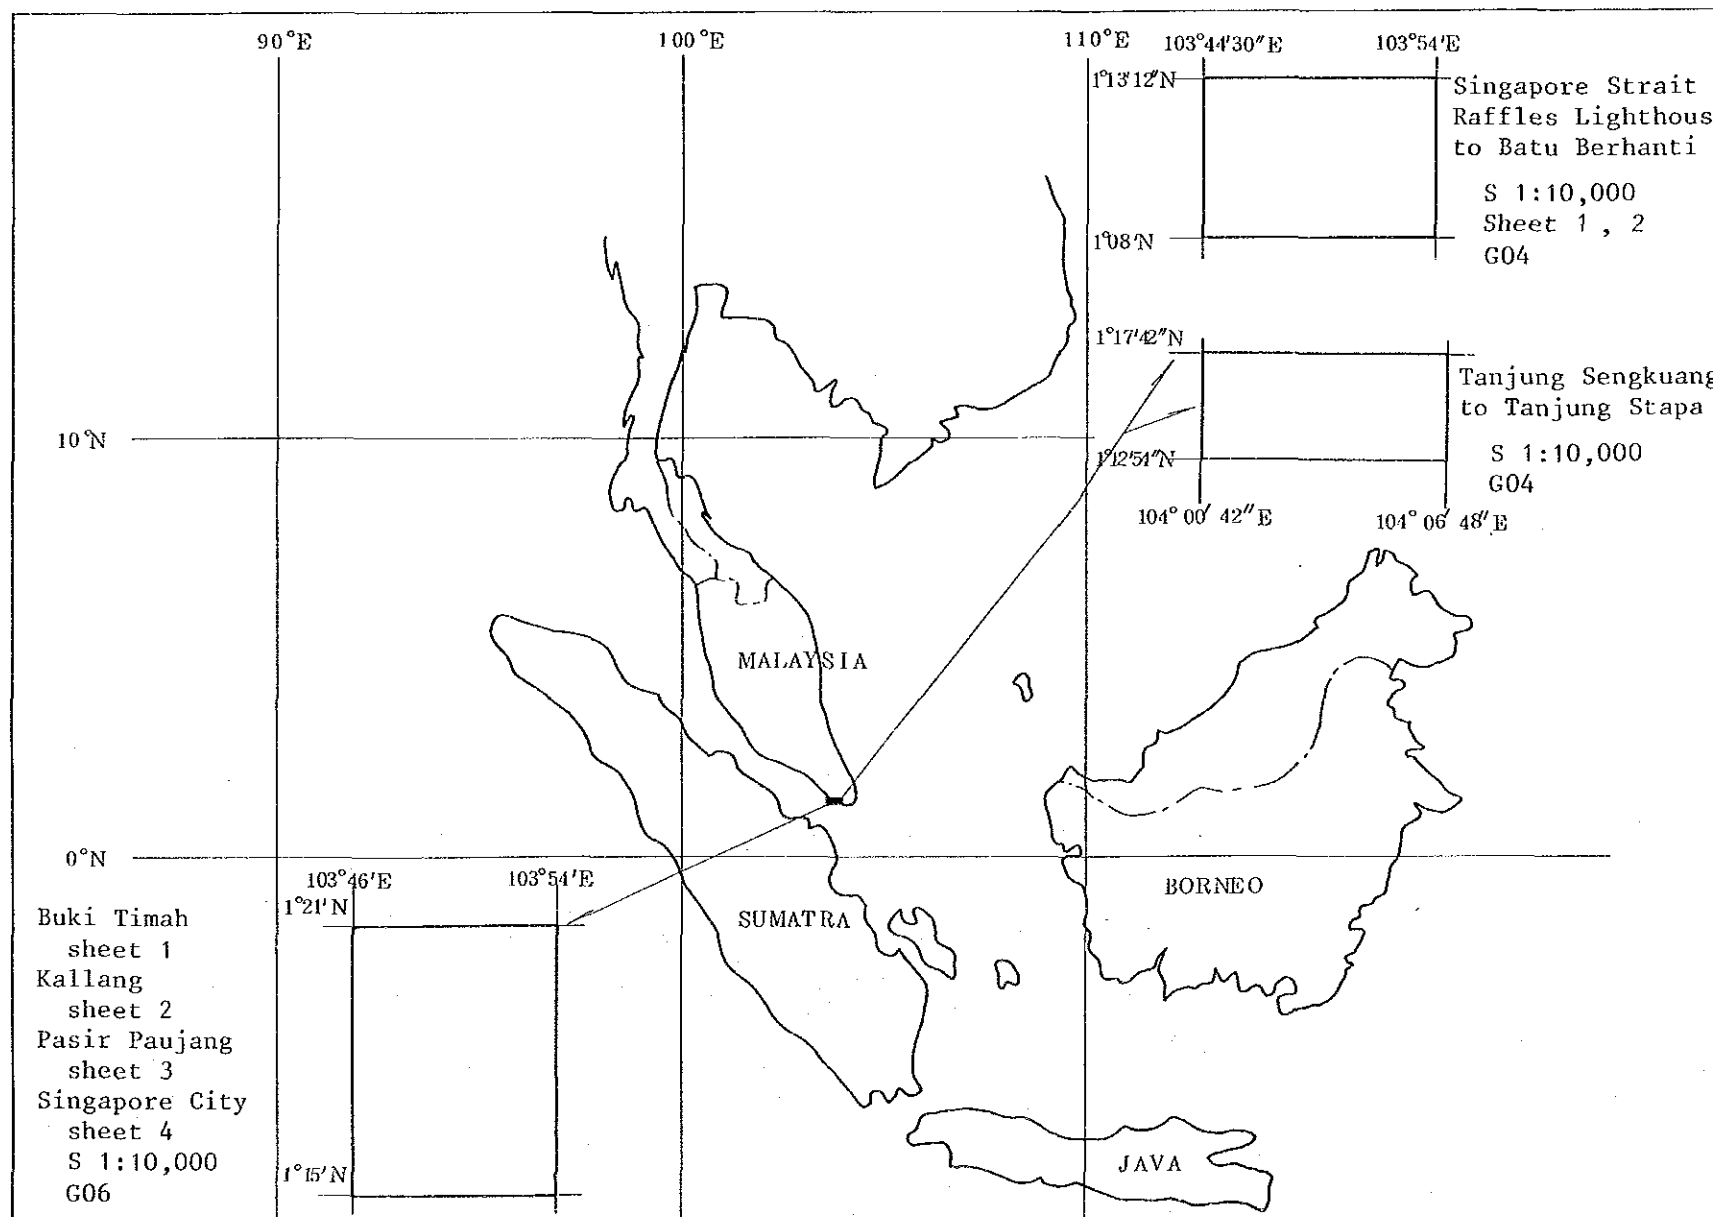 90°E
100°E
110°E
103°44'30"E
103°54'E
1°13'12"N
Singapore Strait
Raffles Lighthous
to Batu Berhanti
S 1:10,000
Sheet 1 , 2
G04
1°08'N
1°17'42"N
Tanjung Sengkuang
to Tanjung Stapa
S 1:10,000
G04
1°12'54"N
104° 00' 42"E
104° 06' 48"E
10°N
MALAYSIA
0°N
BORNEO
SUMATRA
JAVA
103°46'E
103°54'E
1°21'N
Buki Timah
sheet 1
Kallang
sheet 2
Pasir Paujang
sheet 3
Singapore City
sheet 4
S 1:10,000
G06
1°15'N